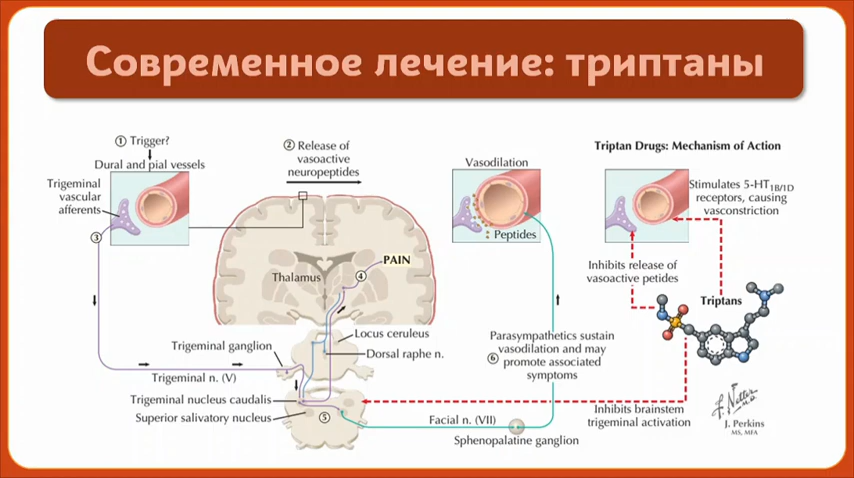 Современное лечение: триптаны
① Trigger?
Dural and pial vessels
Trigeminal
vascular
afferents
② Release of
vasoactive
neuropeptides
Vasodilation
Peptides
Triptan Drugs: Mechanism of Action
Stimulates 5-HT1B/1D
receptors, causing
vasconstriction
③
④
PAIN
Thalamus
Inhibits release of
vasoactive petides
Triptans
Locus ceruleus
Dorsal raphe n.
Trigeminal ganglion
Trigeminal n. (V)
Trigeminal nucleus caudalis
Superior salivatory nucleus
⑤
⑥ Parasympathetics sustain
vasodilation and may
promote associated
symptoms
Facial n. (VII)
Sphenopalatine ganglion
Inhibits brainstem
trigeminal activation
F. Netter
M.D.
J. Perkins
MS, MFA